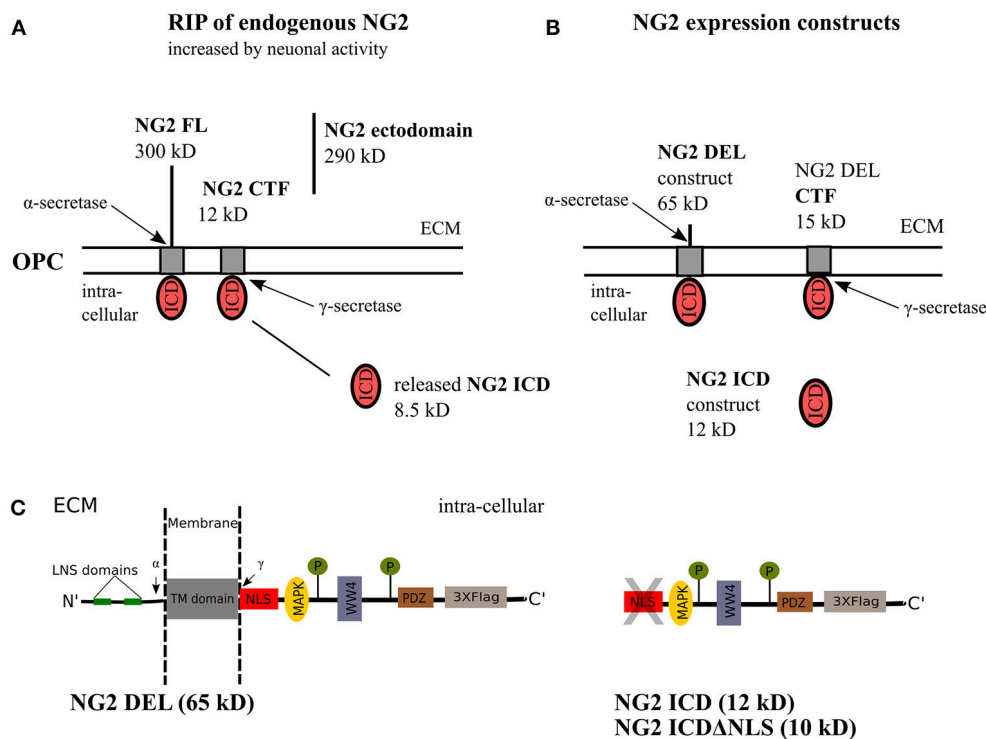 A
RIP of endogenous NG2
increased by neuonal activity
NG2 FL
300 kD
NG2 ectodomain
290 kD
NG2 CTF
12 kD
α-secretase
ECM
OPC
intra-
cellular
ICD
ICD
γ-secretase
ICD
released NG2 ICD
8.5 kD
B
NG2 expression constructs
NG2 DEL
construct
65 kD
NG2 DEL
CTF
15 kD
α-secretase
ECM
intra-
cellular
ICD
ICD
γ-secretase
NG2 ICD
construct
12 kD
ICD
C
ECM
intra-cellular
Membrane
LNS domains
α
γ
P
P
N'
TM domain
NLS
MAPK
WW4
PDZ
3XFlag
C'
NG2 DEL (65 kD)
P
P
NLS
MAPK
WW4
PDZ
3XFlag
C'
NG2 ICD (12 kD)
NG2 ICDΔNLS (10 kD)